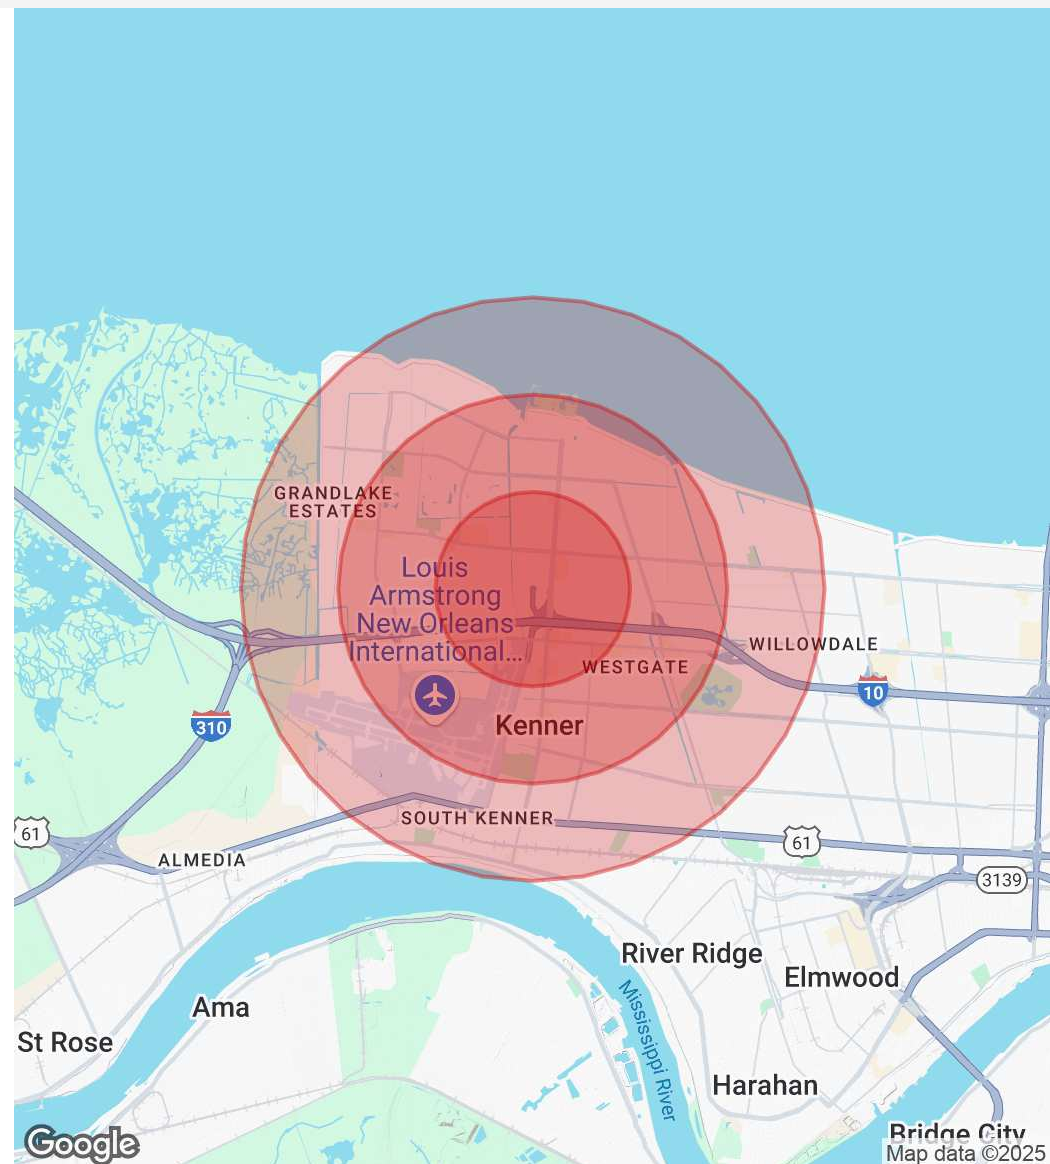 GRANDLAKE
ESTATES
Louis
Armstrong
New Orleans
International...
WILLOWDALE
WESTGATE
10
310
Kenner
SOUTH KENNER
61
61
ALMEDIA
3139
River Ridge
Elmwood
Ama
Mississippi River
St Rose
Harahan
Bridge City
Google
Map data ©2025